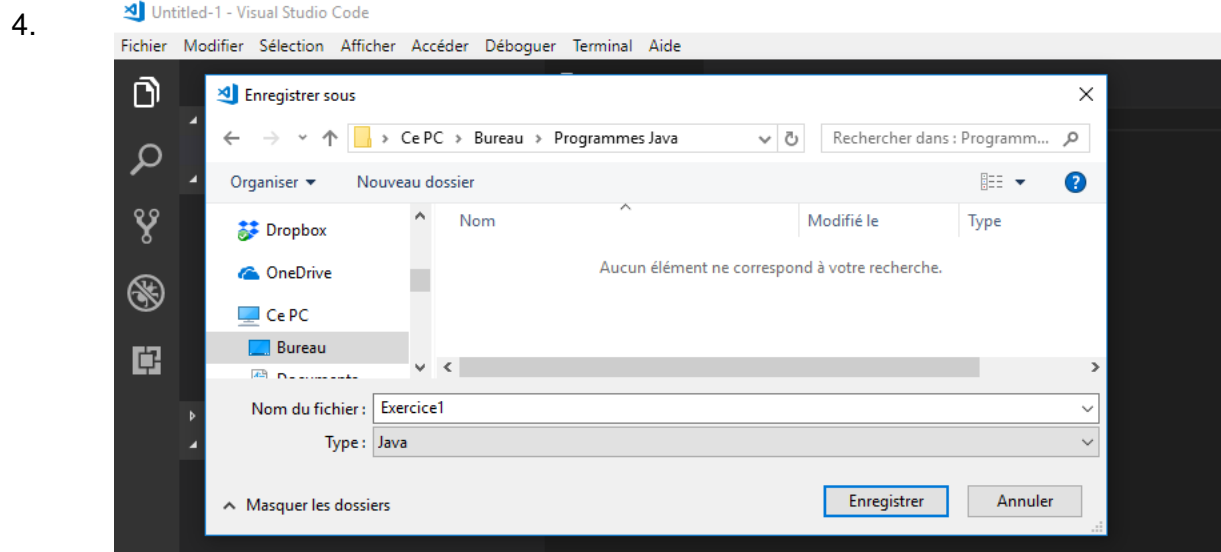 4.
Untitled-1 - Visual Studio Code
Fichier Modifier Sélection Afficher Accéder Déboguer Terminal Aide
Enregistrer sous
Ce PC > Bureau > Programmes Java
Rechercher dans : Programm...
Organiser Nouveau dossier
Nom Modifié le Type
Dropbox
Aucun élément ne correspond à votre recherche.
OneDrive
Ce PC
Bureau
Documents
Nom du fichier : Exercice1
Type : Java
Masquer les dossiers
Enregistrer Annuler